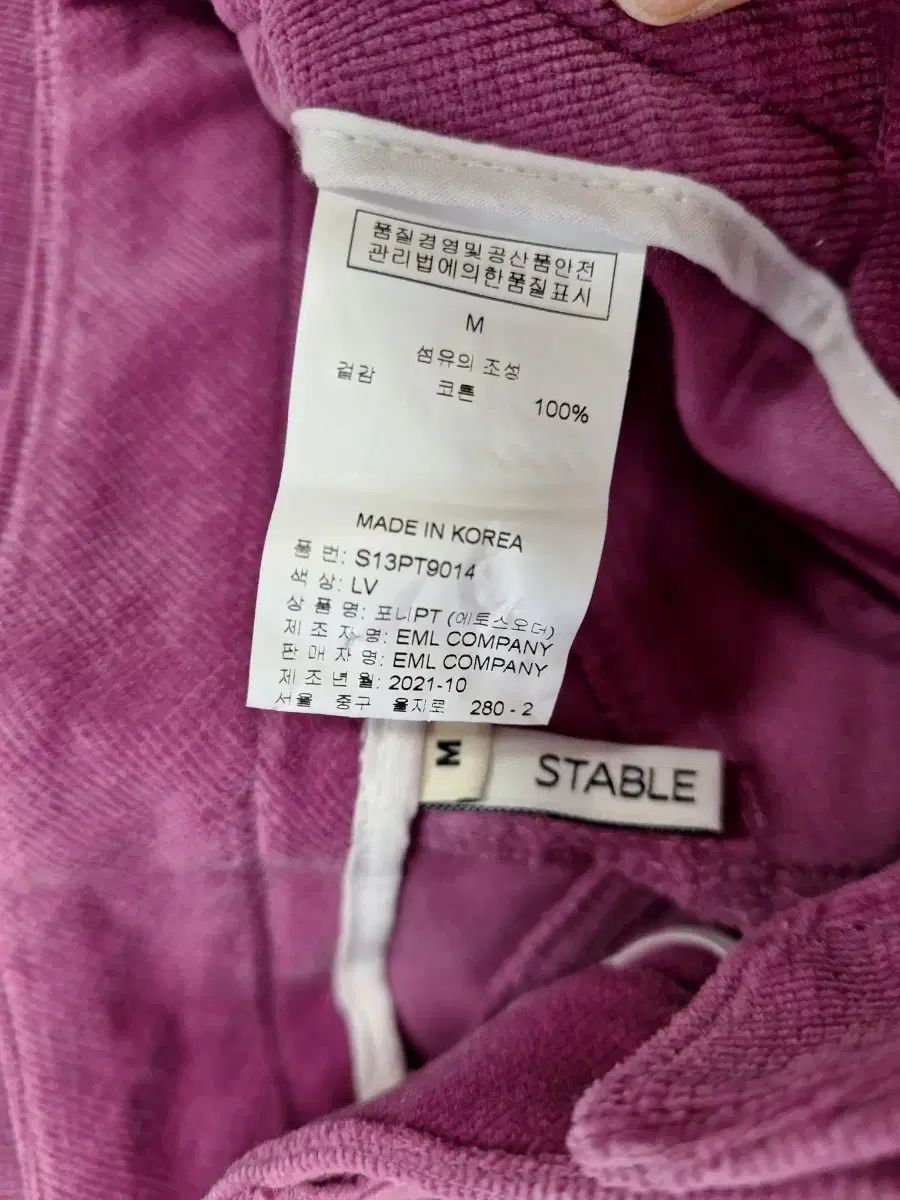 품질경영및공산품안전
관리법에의한품질표시
M
섬유의 조성
겉감 코튼 100%
MADE IN KOREA
품 번: S13PT9014
색 상: LV
상 품 명: 포니PT (에토스오더)
제 조 자 명: EML COMPANY
판 매 자 명: EML COMPANY
제 조 년 월: 2021-10
서울 중구 을지로 280 - 2
M
STABLE